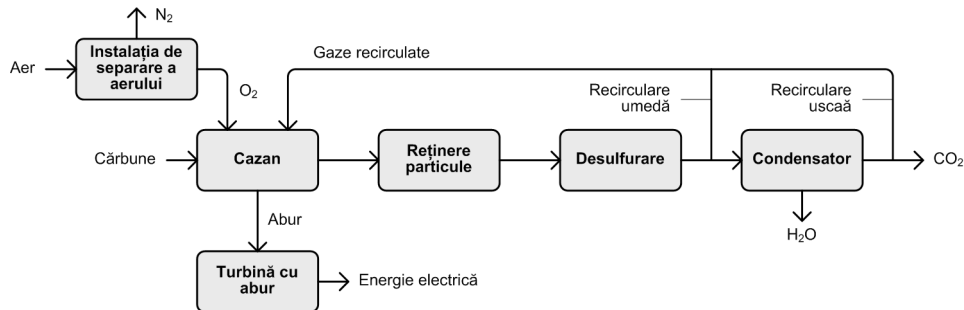 N₂
Instalația de
separare a
aerului
Aer
O₂
Gaze recirculate
Recirculare
umedă
Recirculare
uscaă
Cărbune
Cazan
Reținere
particule
Desulfurare
Condensator
CO₂
Abur
H₂O
Turbină cu
abur
Energie electrică